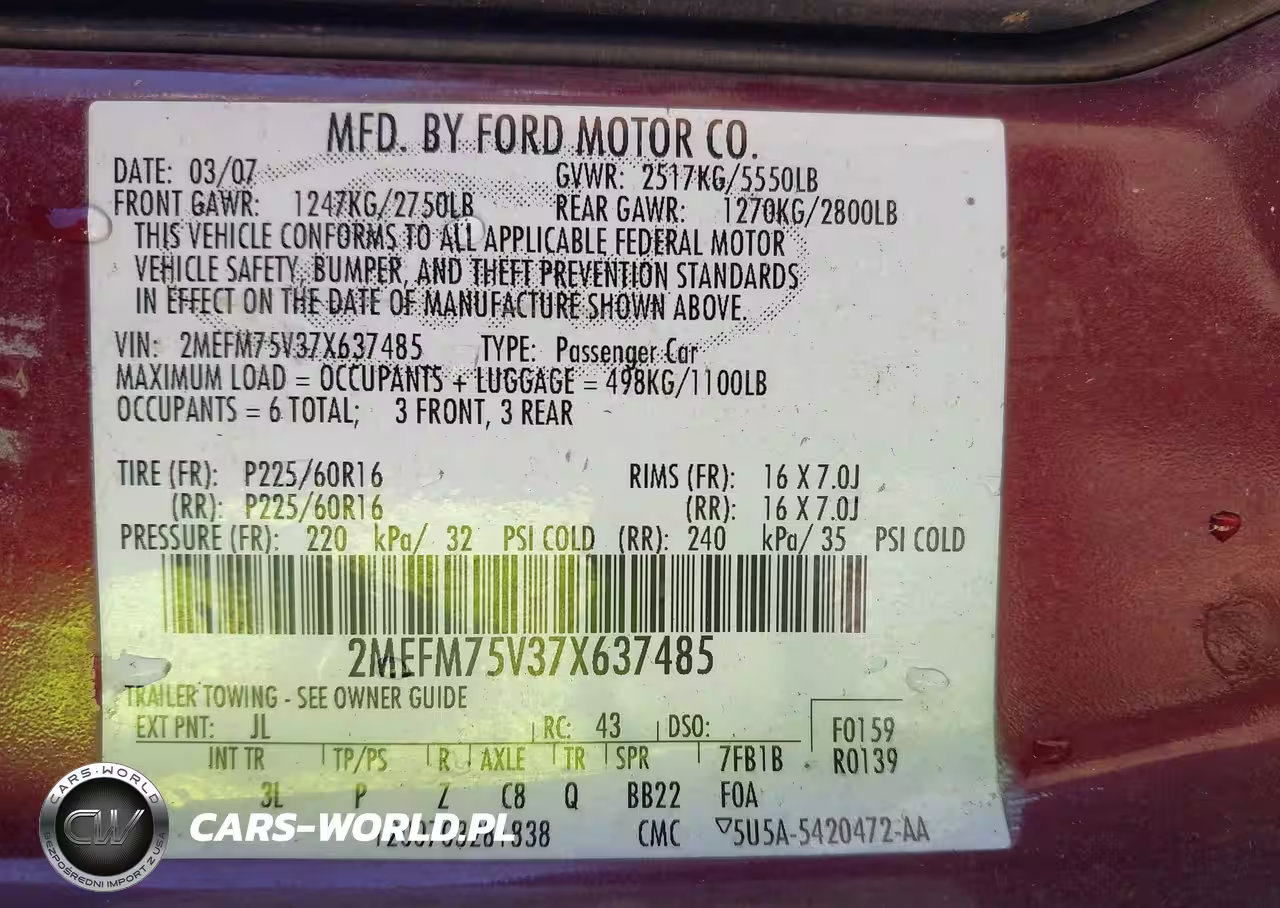 MFD. BY FORD MOTOR CO.
DATE: 03/07 GVWR: 2517KG/5550LB
FRONT GAWR: 1247KG/2750LB REAR GAWR: 1270KG/2800LB
THIS VEHICLE CONFORMS TO ALL APPLICABLE FEDERAL MOTOR
VEHICLE SAFETY, BUMPER, AND THEFT PREVENTION STANDARDS
IN EFFECT ON THE DATE OF MANUFACTURE SHOWN ABOVE.
VIN: 2MEFM75V37X637485 TYPE: Passenger Car
MAXIMUM LOAD = OCCUPANTS + LUGGAGE = 498KG/1100LB
OCCUPANTS = 6 TOTAL; 3 FRONT, 3 REAR
TIRE (FR): P225/60R16 RIMS (FR): 16 X 7.0J
(RR): P225/60R16 (RR): 16 X 7.0J
PRESSURE (FR): 220 kPa/ 32 PSI COLD (RR): 240 kPa/ 35 PSI COLD
2MEFM75V37X637485
TRAILER TOWING - SEE OWNER GUIDE
EXT PNT: JL RC: 43 DSO: F0159
INT TR TP/PS R AXLE TR SPR 7FB1B R0139
3L P Z C8 Q BB22 F0A
CMC 5U5A-5420472-AA
CARS-WORLD.PL
CARS-WORLD
CW
BEZPOŚREDNI IMPORT Z USA